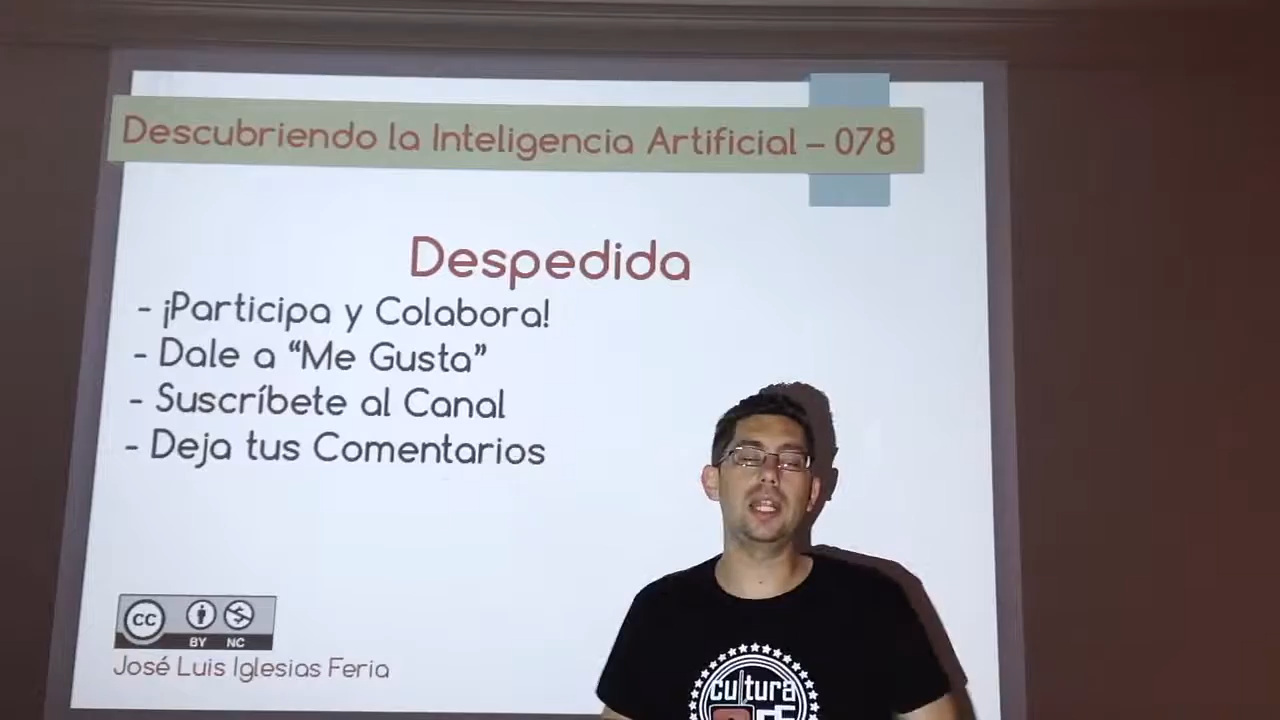 Descubriendo la Inteligencia Artificial – 078
Despedida
- ¡Participa y Colabora!
- Dale a “Me Gusta”
- Suscríbete al Canal
- Deja tus Comentarios
CC
BY NC
José Luis Iglesias Feria
cultura